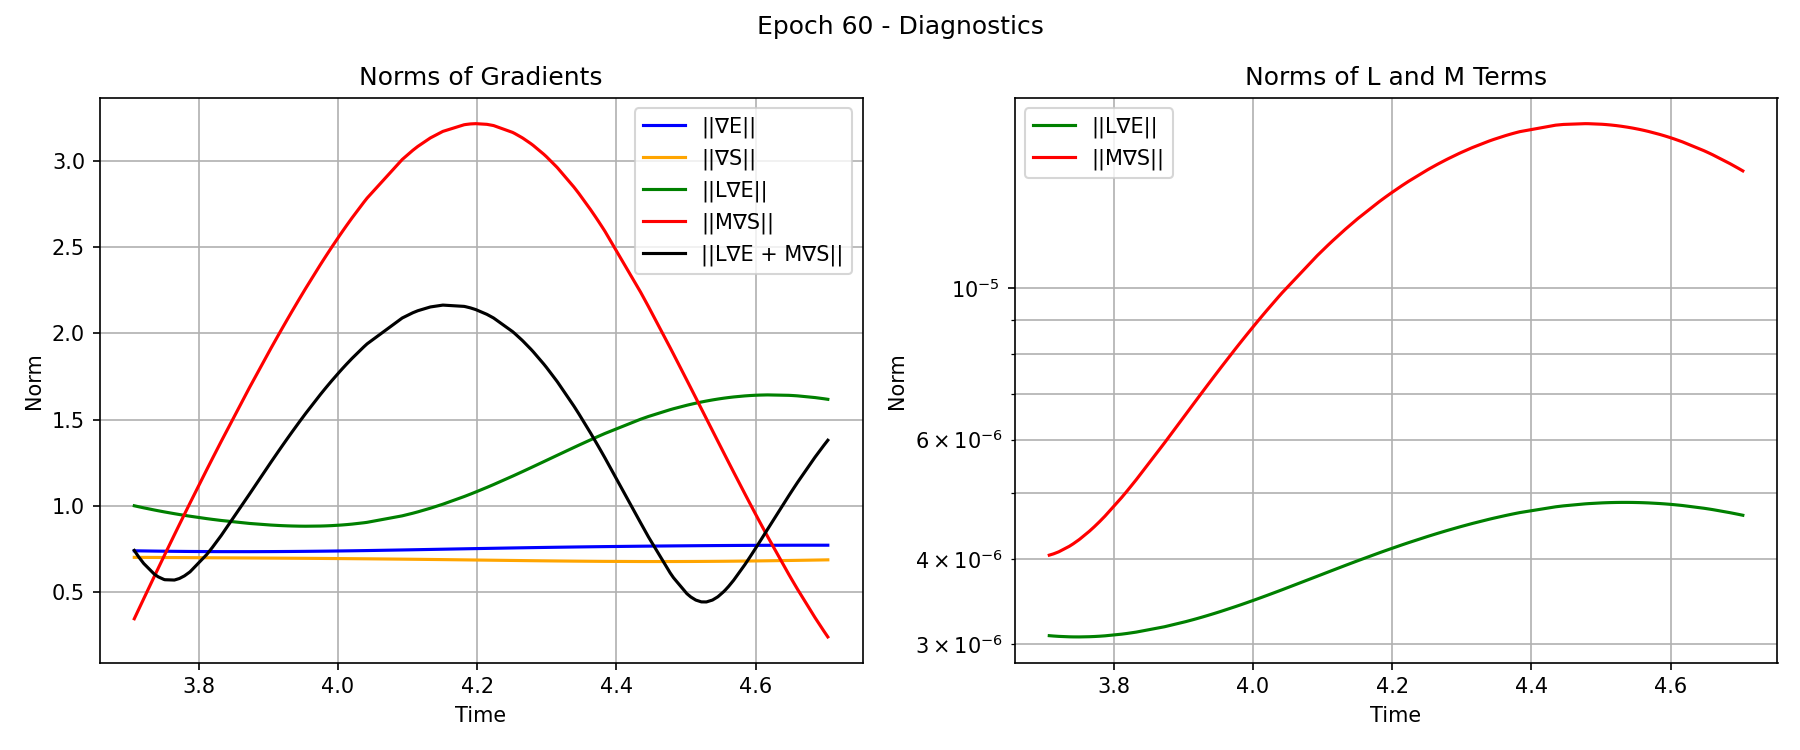 Epoch 60 - Diagnostics
Norms of Gradients
||∇E||
||∇S||
||L∇E||
||M∇S||
||L∇E + M∇S||
Norm
3.0
2.5
2.0
1.5
1.0
0.5
3.8
4.0
4.2
4.4
4.6
Time
Norms of L and M Terms
||L∇E||
||M∇S||
Norm
10⁻⁵
6 × 10⁻⁶
4 × 10⁻⁶
3 × 10⁻⁶
3.8
4.0
4.2
4.4
4.6
Time